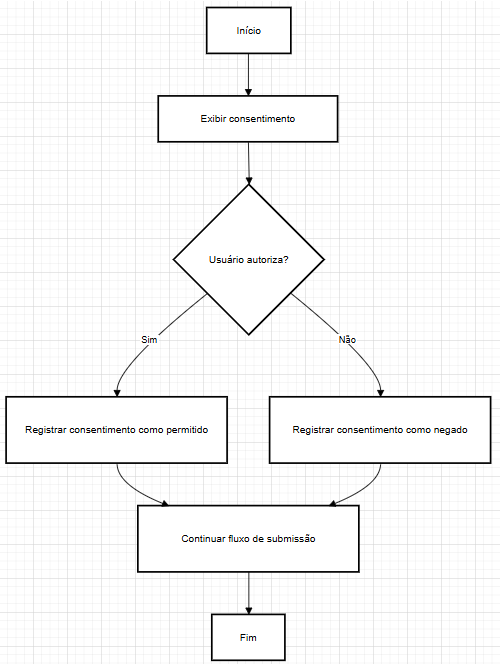 Início
Exibir consentimento
Usuário autoriza?
Sim
Não
Registrar consentimento como permitido
Registrar consentimento como negado
Continuar fluxo de submissão
Fim